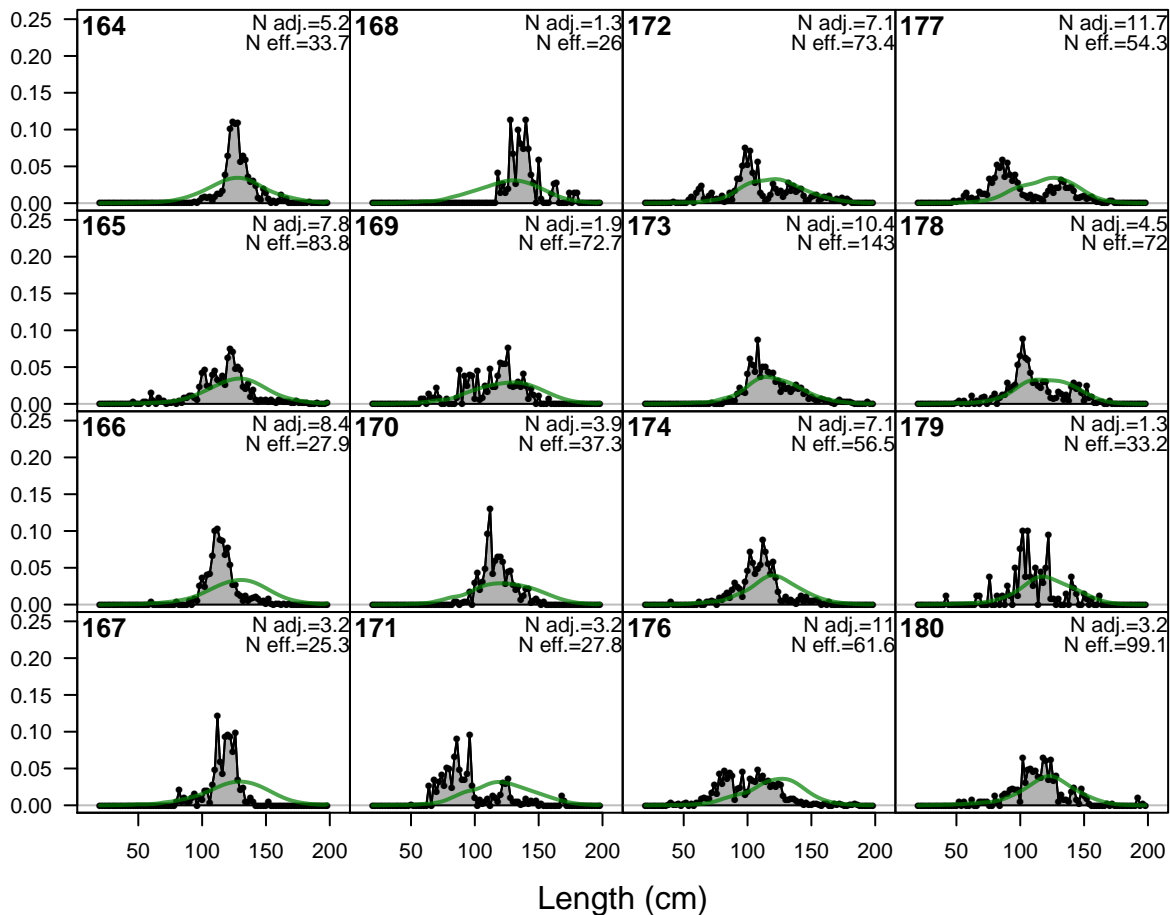 0.25 164 N adj.=5.2 168 N adj.=1.3 172 N adj.=7.1 177 N adj.=11.7
N eff.=33.7 N eff.=26 N eff.=73.4 N eff.=54.3
0.20
0.15
0.10
0.05
0.00
0.25 165 N adj.=7.8 169 N adj.=1.9 173 N adj.=10.4 178 N adj.=4.5
N eff.=83.8 N eff.=72.7 N eff.=143 N eff.=72
0.20
0.15
0.10
0.05
0.00
0.25 166 N adj.=8.4 170 N adj.=3.9 174 N adj.=7.1 179 N adj.=1.3
N eff.=27.9 N eff.=37.3 N eff.=56.5 N eff.=33.2
0.20
0.15
0.10
0.05
0.00
0.25 167 N adj.=3.2 171 N adj.=3.2 176 N adj.=11 180 N adj.=3.2
N eff.=25.3 N eff.=27.8 N eff.=61.6 N eff.=99.1
0.20
0.15
0.10
0.05
0.00
50 100 150 200 50 100 150 200 50 100 150 200 50 100 150 200
Length (cm)